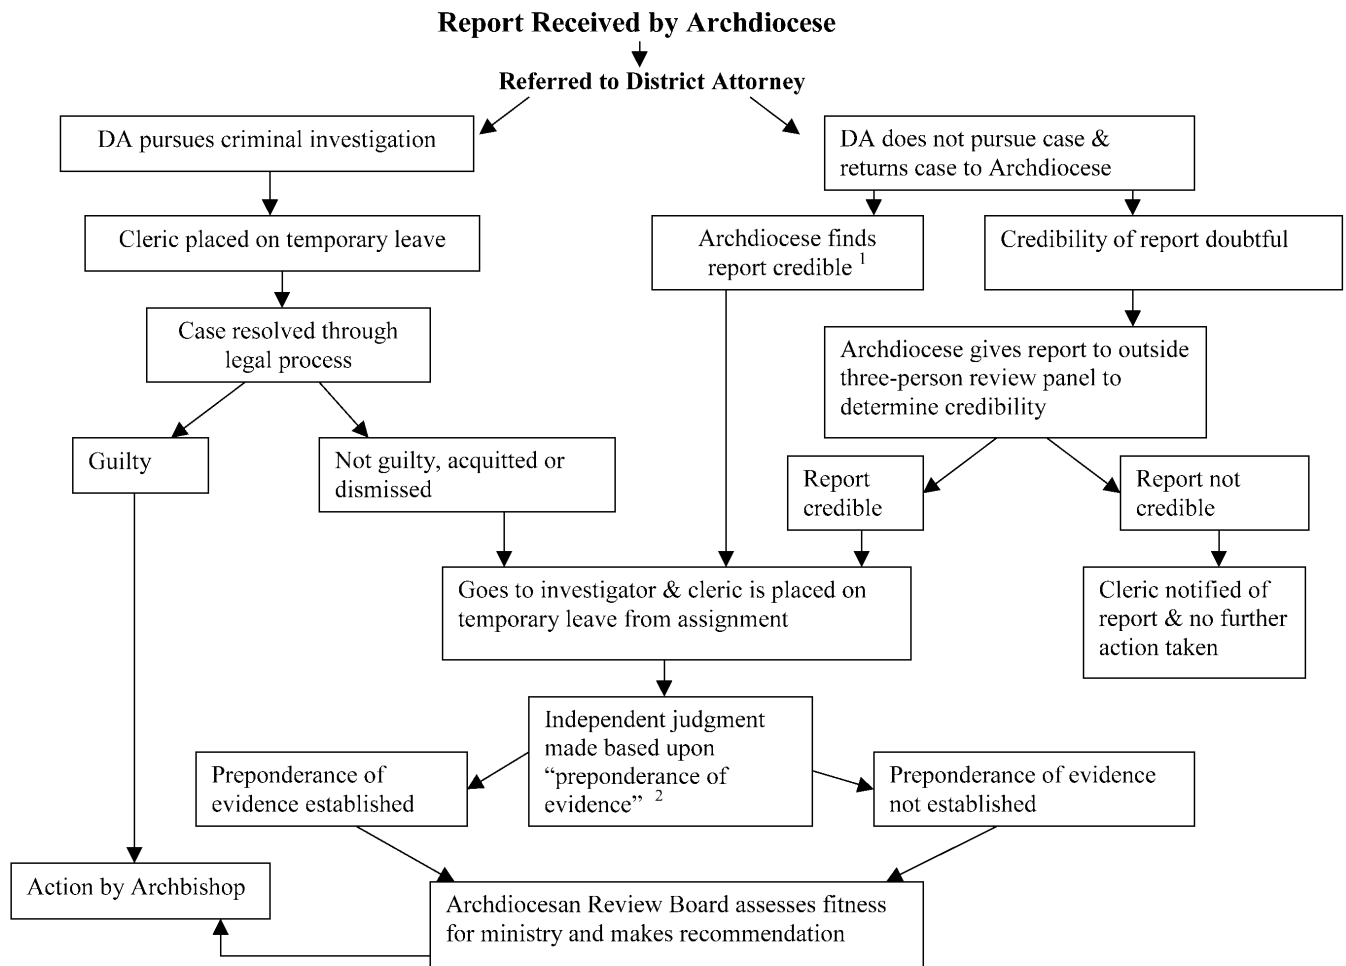 Report Received by Archdiocese
Referred to District Attorney
DA pursues criminal investigation
DA does not pursue case &
returns case to Archdiocese
Cleric placed on temporary leave
Archdiocese finds
report credible 1
Credibility of report doubtful
Case resolved through
legal process
Archdiocese gives report to outside
three-person review panel to
determine credibility
Guilty
Not guilty, acquitted or
dismissed
Report
credible
Report not
credible
Goes to investigator & cleric is placed on
temporary leave from assignment
Cleric notified of
report & no further
action taken
Independent judgment
made based upon
“preponderance of
evidence” 2
Preponderance of
evidence established
Preponderance of evidence
not established
Action by Archbishop
Archdiocesan Review Board assesses fitness
for ministry and makes recommendation